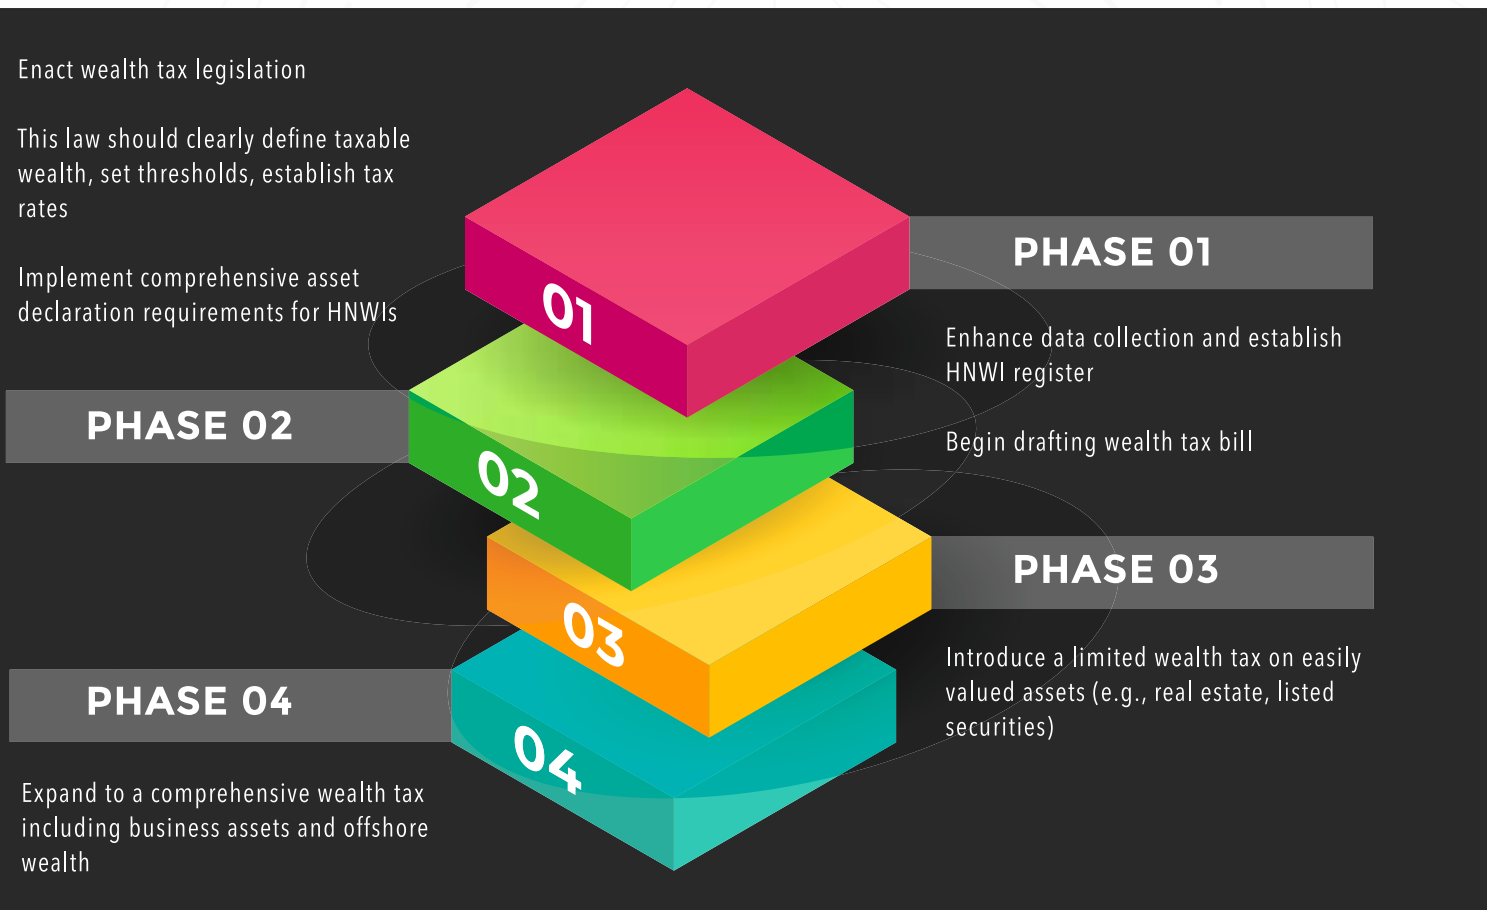 Enact wealth tax legislation
This law should clearly define taxable
wealth, set thresholds, establish tax
rates
Implement comprehensive asset
declaration requirements for HNWIs
PHASE 02
01
PHASE 01
Enhance data collection and establish
HNWI register
Begin drafting wealth tax bill
02
03
PHASE 03
Introduce a limited wealth tax on easily
valued assets (e.g., real estate, listed
securities)
PHASE 04
04
Expand to a comprehensive wealth tax
including business assets and offshore
wealth